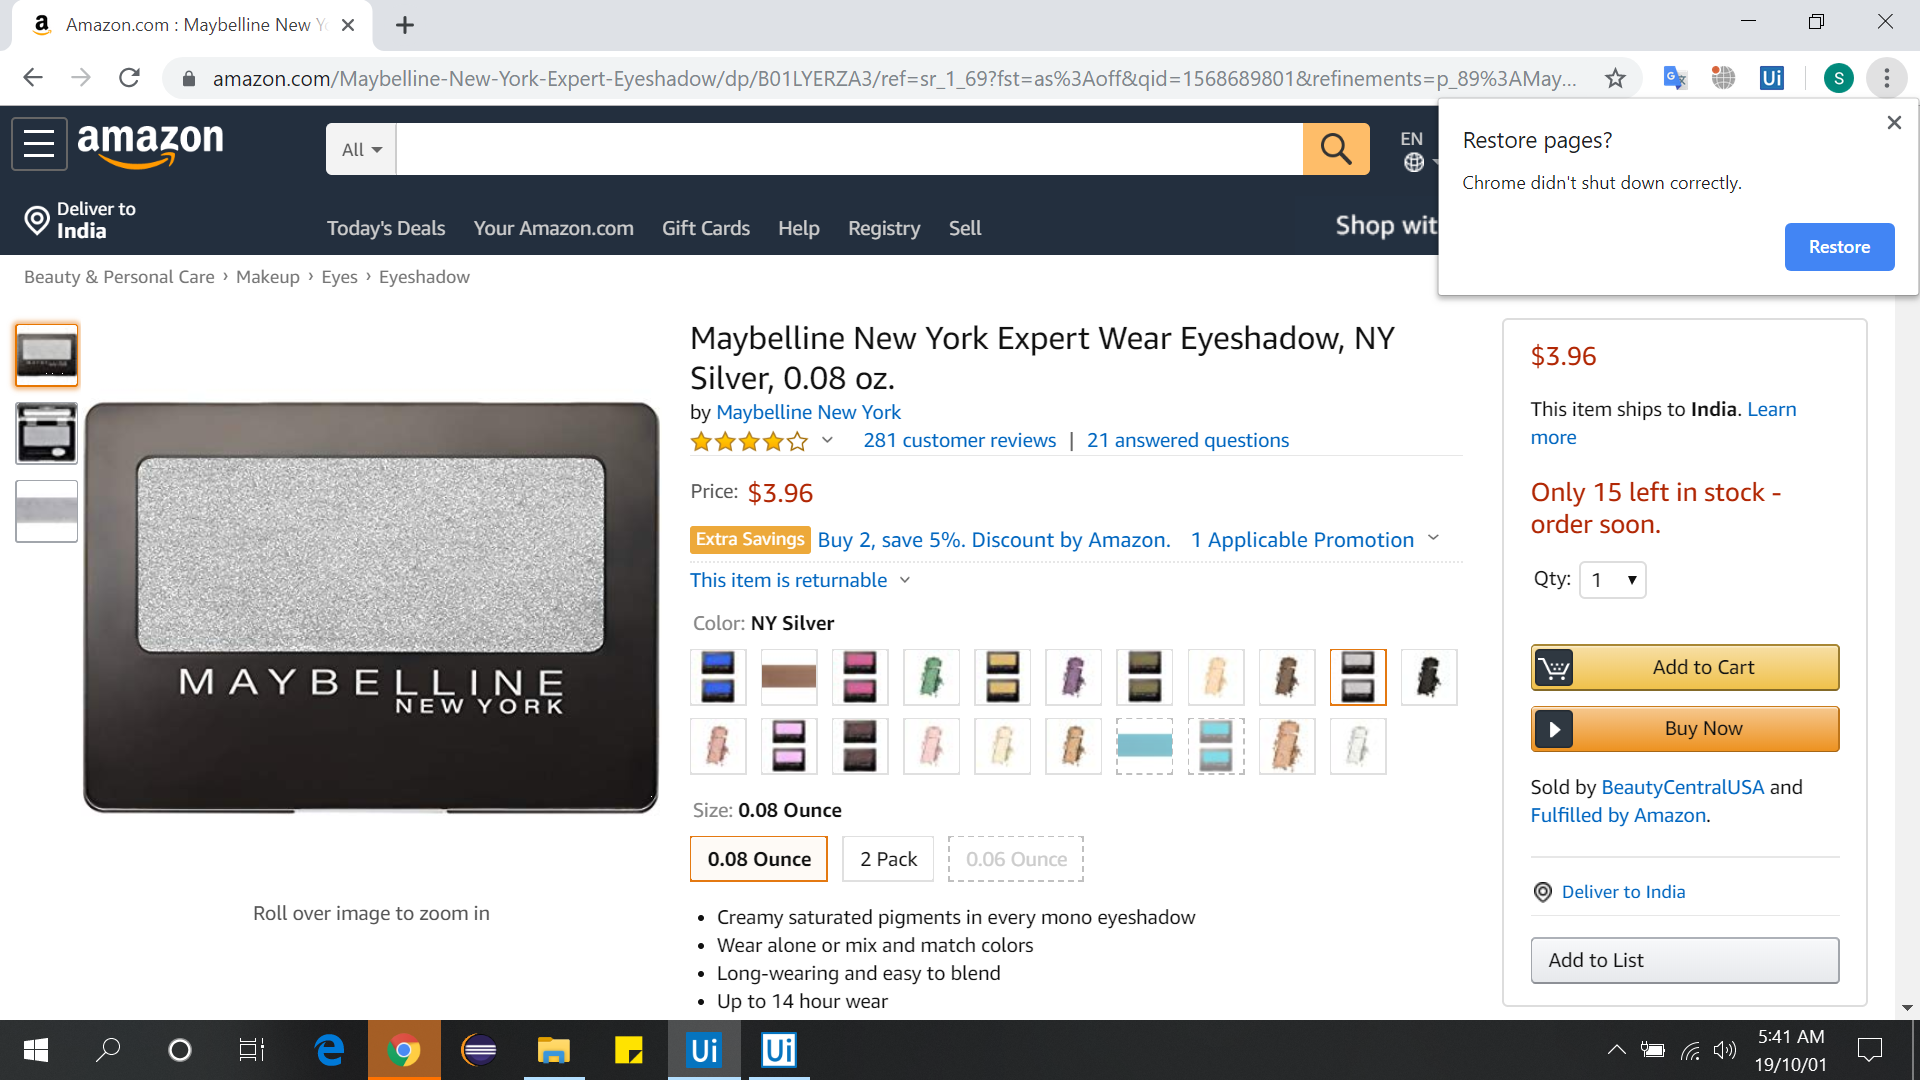 Amazon.com : Maybelline New Y
amazon.com/Maybelline-New-York-Expert-Eyeshadow/dp/B01LYERZA3/ref=sr_1_69?fst=as%3Aoff&qid=1568689801&refinements=p_89%3AMay...
S
Ui
Restore pages?
Chrome didn't shut down correctly.
Restore
amazon
All
EN
Deliver to
India
Today's Deals Your Amazon.com Gift Cards Help Registry Sell
Shop wit
Beauty & Personal Care › Makeup › Eyes › Eyeshadow
MAYBELLINE
NEW YORK
Roll over image to zoom in
Maybelline New York Expert Wear Eyeshadow, NY
Silver, 0.08 oz.
by Maybelline New York
281 customer reviews | 21 answered questions
Price: $3.96
Extra Savings Buy 2, save 5%. Discount by Amazon. 1 Applicable Promotion
This item is returnable
Color: NY Silver
Size: 0.08 Ounce
0.08 Ounce 2 Pack 0.06 Ounce
• Creamy saturated pigments in every mono eyeshadow
• Wear alone or mix and match colors
• Long-wearing and easy to blend
• Up to 14 hour wear
$3.96
This item ships to India. Learn
more
Only 15 left in stock -
order soon.
Qty: 1
Add to Cart
Buy Now
Sold by BeautyCentralUSA and
Fulfilled by Amazon.
Deliver to India
Add to List
Ui
Ui
5:41 AM
19/10/01